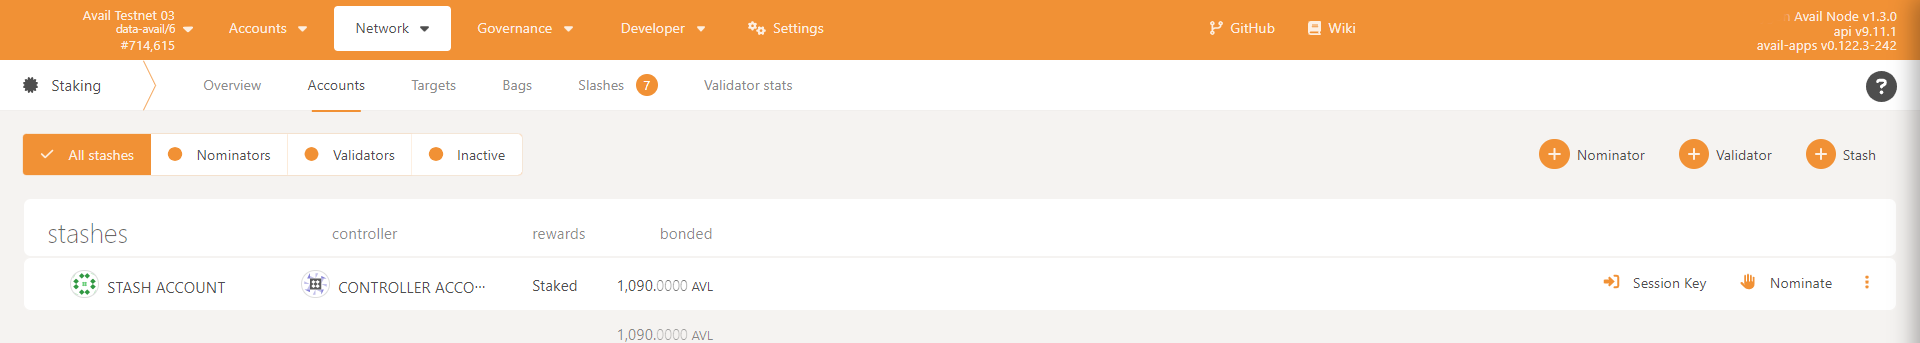 Avail Testnet 03
data-avail/6
#714,615
Accounts
Network
Governance
Developer
Settings
GitHub
Wiki
Avail Node v1.3.0
api v9.11.1
avail-apps v0.122.3-242
Staking
Overview
Accounts
Targets
Bags
Slashes 7
Validator stats
?
All stashes
Nominators
Validators
Inactive
Nominator
Validator
Stash
stashes controller rewards bonded
STASH ACCOUNT CONTROLLER ACCO··· Staked 1,090.0000 AVL Session Key Nominate
1,090.0000 AVL